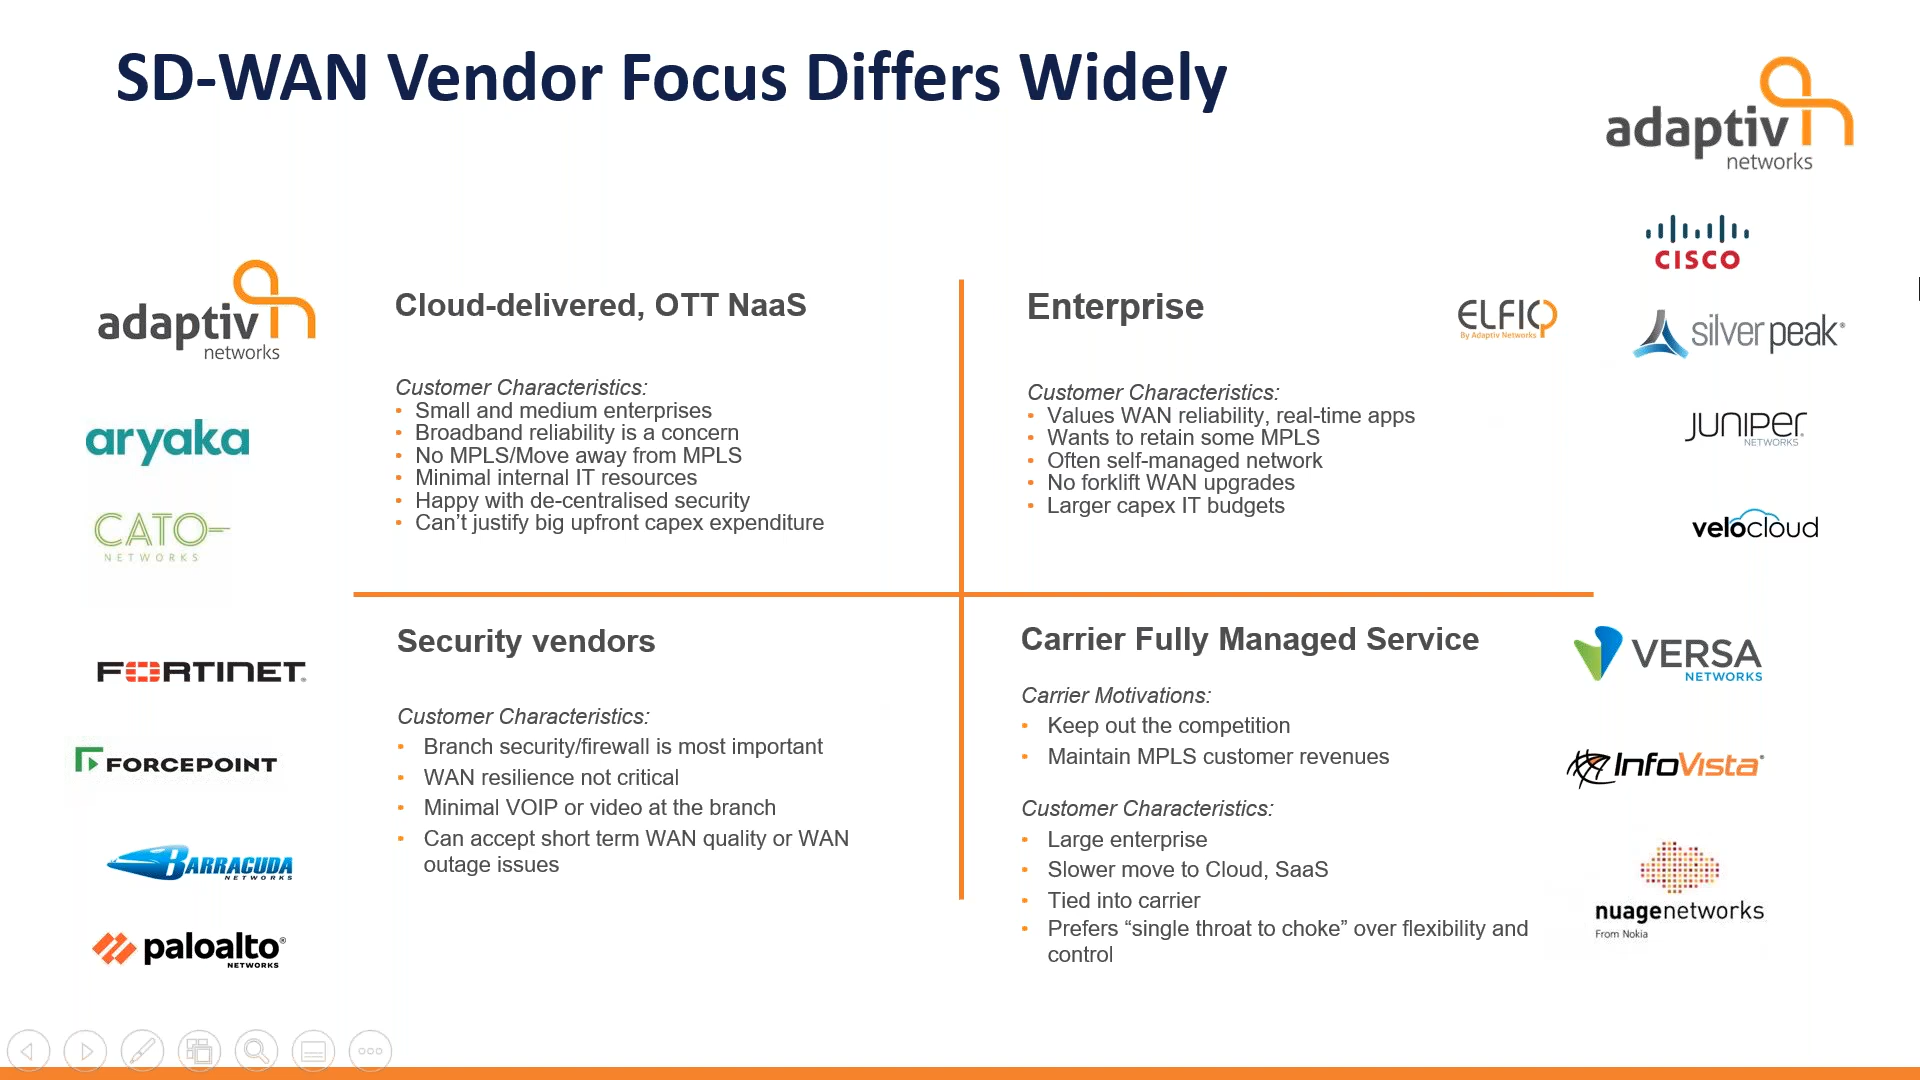 SD-WAN Vendor Focus Differs Widely
adaptiv
networks
adaptiv
networks
aryaka
CATO
NETWORKS
Cloud-delivered, OTT NaaS
Customer Characteristics:
• Small and medium enterprises
• Broadband reliability is a concern
• No MPLS/Move away from MPLS
• Minimal internal IT resources
• Happy with de-centralised security
• Can’t justify big upfront capex expenditure
Enterprise
Customer Characteristics:
• Values WAN reliability, real-time apps
• Wants to retain some MPLS
• Often self-managed network
• No forklift WAN upgrades
• Larger capex IT budgets
ELFIQ
By Adaptiv Networks
CISCO
silver peak®
JUNIPER
NETWORKS
velocloud
FORTINET®
FORCEPOINT
BARRACUDA
NETWORKS
paloalto®
NETWORKS
Security vendors
Customer Characteristics:
• Branch security/firewall is most important
• WAN resilience not critical
• Minimal VOIP or video at the branch
• Can accept short term WAN quality or WAN
outage issues
Carrier Fully Managed Service
Carrier Motivations:
• Keep out the competition
• Maintain MPLS customer revenues
Customer Characteristics:
• Large enterprise
• Slower move to Cloud, SaaS
• Tied into carrier
• Prefers “single throat to choke” over flexibility and
control
VERSA
NETWORKS
InfoVista®
nuagenetworks
From Nokia